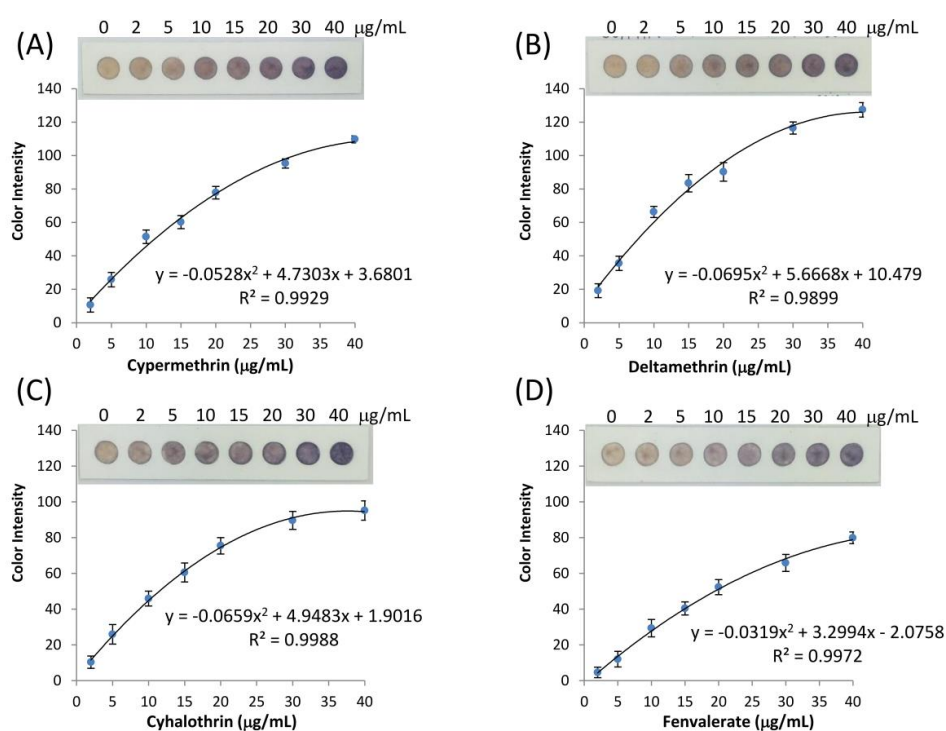 (A)
0 2 5 10 15 20 30 40 μg/mL
140
120
100
80
60
40
20
0
Color Intensity
y = -0.0528x² + 4.7303x + 3.6801
R² = 0.9929
0 5 10 15 20 25 30 35 40
Cypermethrin (μg/mL)
(B)
0 2 5 10 15 20 30 40 μg/mL
140
120
100
80
60
40
20
0
Color Intensity
y = -0.0695x² + 5.6668x + 10.479
R² = 0.9899
0 5 10 15 20 25 30 35 40
Deltamethrin (μg/mL)
(C)
0 2 5 10 15 20 30 40 μg/mL
140
120
100
80
60
40
20
0
Color Intensity
y = -0.0659x² + 4.9483x + 1.9016
R² = 0.9988
0 5 10 15 20 25 30 35 40
Cyhalothrin (μg/mL)
(D)
0 2 5 10 15 20 30 40 μg/mL
140
120
100
80
60
40
20
0
Color Intensity
y = -0.0319x² + 3.2994x - 2.0758
R² = 0.9972
0 5 10 15 20 25 30 35 40
Fenvalerate (μg/mL)